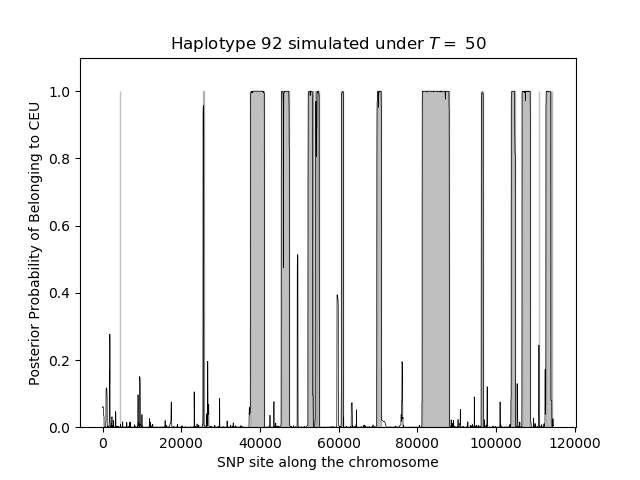 Haplotype 92 simulated under T = 50
Posterior Probability of Belonging to CEU
1.0
0.8
0.6
0.4
0.2
0.0
0 20000 40000 60000 80000 100000 120000
SNP site along the chromosome